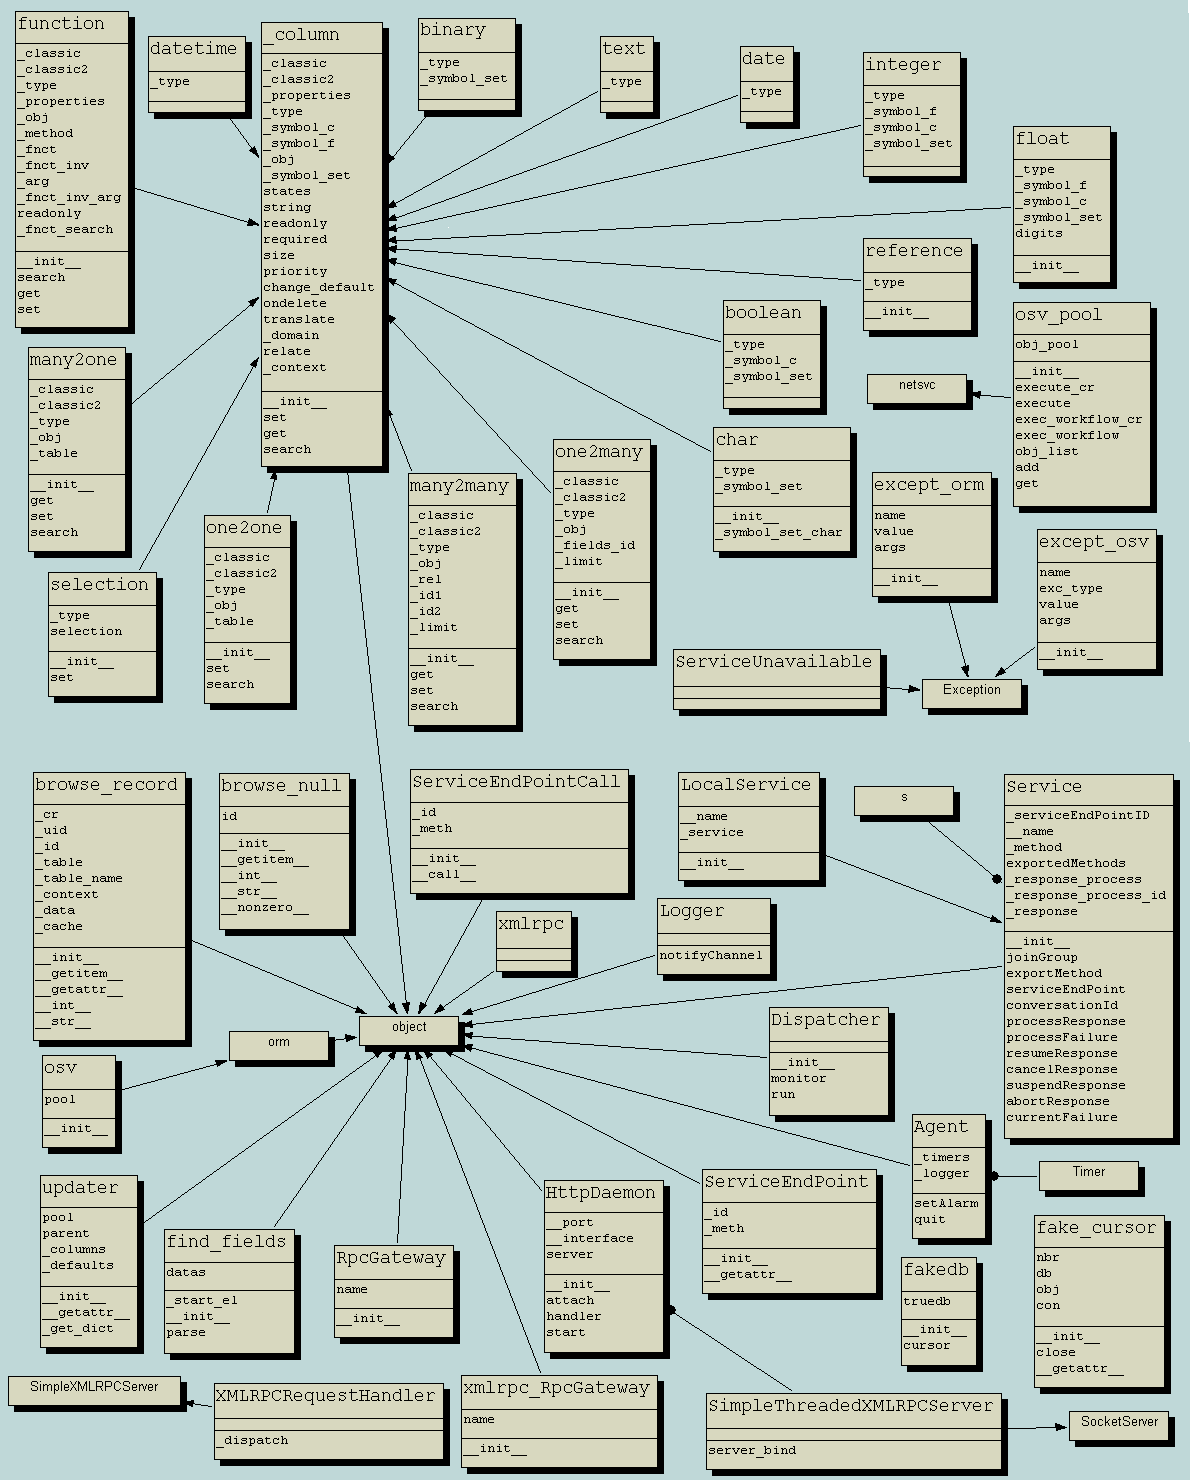 function
_classic
_classic2
_type
_properties
_obj
_method
_fnct
_fnct_inv
_arg
_fnct_inv_arg
readonly
_fnct_search
__init__
search
get
set
datetime
_type
_column
_classic
_classic2
_properties
_type
_symbol_c
_symbol_f
_obj
_symbol_set
states
string
readonly
required
size
priority
change_default
ondelete
translate
_domain
relate
_context
__init__
set
get
search
binary
_type
_symbol_set
text
_type
date
_type
integer
_type
_symbol_f
_symbol_c
_symbol_set
float
_type
_symbol_f
_symbol_c
_symbol_set
digits
__init__
reference
_type
__init__
boolean
_type
_symbol_c
_symbol_set
osv_pool
obj_pool
__init__
execute_cr
execute
exec_workflow_cr
exec_workflow
obj_list
add
get
netsvc
many2one
_classic
_classic2
_type
_obj
_table
__init__
get
set
search
selection
_type
selection
__init__
set
one2one
_classic
_classic2
_type
_obj
_table
__init__
set
search
many2many
_classic
_classic2
_type
_obj
_rel
_id1
_id2
_limit
__init__
get
set
search
one2many
_classic
_classic2
_type
_obj
_fields_id
_limit
__init__
get
set
search
char
_type
_symbol_set
__init__
_symbol_set_char
except_orm
name
value
args
__init__
except_osv
name
exc_type
value
args
__init__
ServiceUnavailable
Exception
browse_record
_cr
_uid
_id
_table
_table_name
_context
_data
_cache
__init__
__getitem__
__getattr__
__int__
__str__
browse_null
id
__init__
__getitem__
__int__
__str__
__nonzero__
ServiceEndPointCall
_id
_meth
__init__
__call__
xmlrpc
LocalService
__name
_service
__init__
Logger
notifyChannel
s
Service
_serviceEndPointID
__name
_method
exportedMethods
_response_process
_response_process_id
_response
__init__
joinGroup
exportMethod
serviceEndPoint
conversationId
processResponse
processFailure
resumeResponse
cancelResponse
suspendResponse
abortResponse
currentFailure
object
orm
osv
pool
__init__
Dispatcher
__init__
monitor
run
Agent
_timers
_logger
setAlarm
quit
Timer
updater
pool
parent
_columns
_defaults
__init__
__getattr__
_get_dict
find_fields
datas
_start_el
__init__
parse
RpcGateway
name
__init__
HttpDaemon
__port
__interface
server
__init__
attach
handler
start
ServiceEndPoint
_id
_meth
__init__
__getattr__
fakedb
truedb
__init__
cursor
fake_cursor
nbr
db
obj
con
__init__
close
__getattr__
SimpleXMLRPCServer
XMLRPCRequestHandler
_dispatch
xmlrpc_RpcGateway
name
__init__
SimpleThreadedXMLRPCServer
server_bind
SocketServer